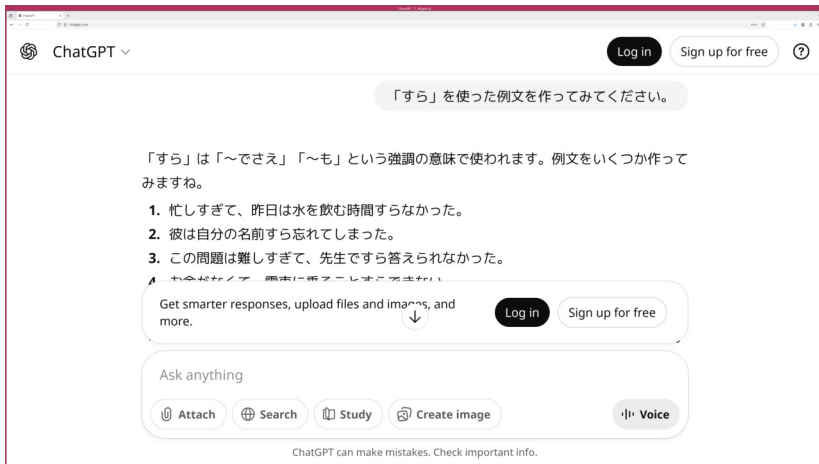 ChatGPT
Log in
Sign up for free
「すら」を使った例文を作ってみてください。
「すら」は「〜でさえ」「〜も」という強調の意味で使われます。例文をいくつか作って
みますね。
1. 忙しすぎて、昨日は水を飲む時間すらなかった。
2. 彼は自分の名前すら忘れてしまった。
3. この問題は難しすぎて、先生ですら答えられなかった。
Get smarter responses, upload files and images, and
more.
Log in
Sign up for free
Ask anything
Attach
Search
Study
Create image
Voice
ChatGPT can make mistakes. Check important info.